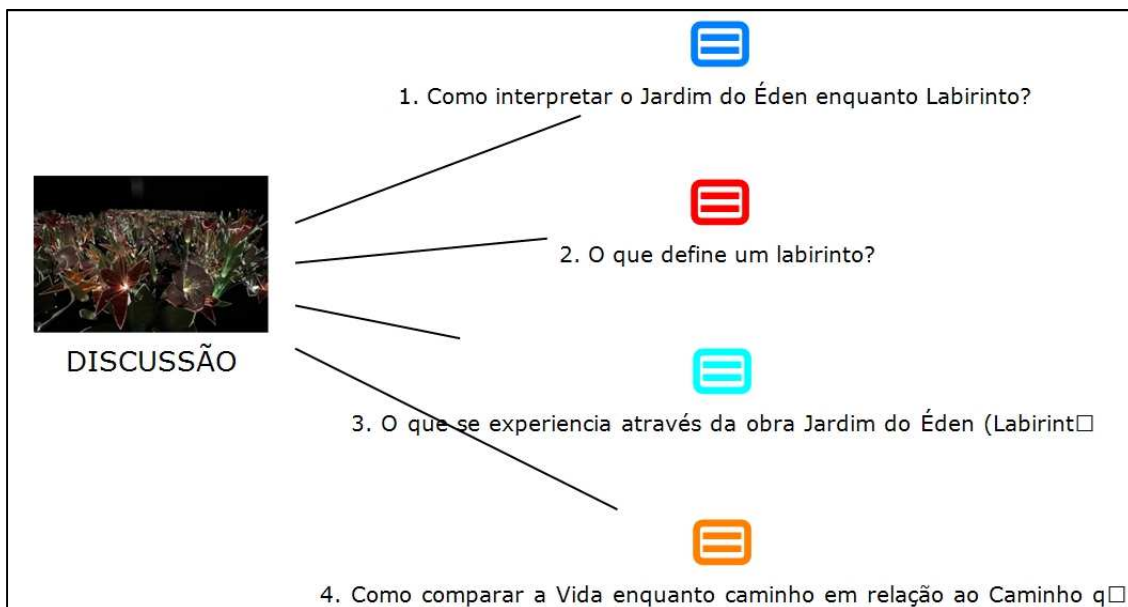 1. Como interpretar o Jardim do Éden enquanto Labirinto?
2. O que define um labirinto?
DISCUSSÃO
3. O que se experiencia através da obra Jardim do Éden (Labirint□
4. Como comparar a Vida enquanto caminho em relação ao Caminho q□